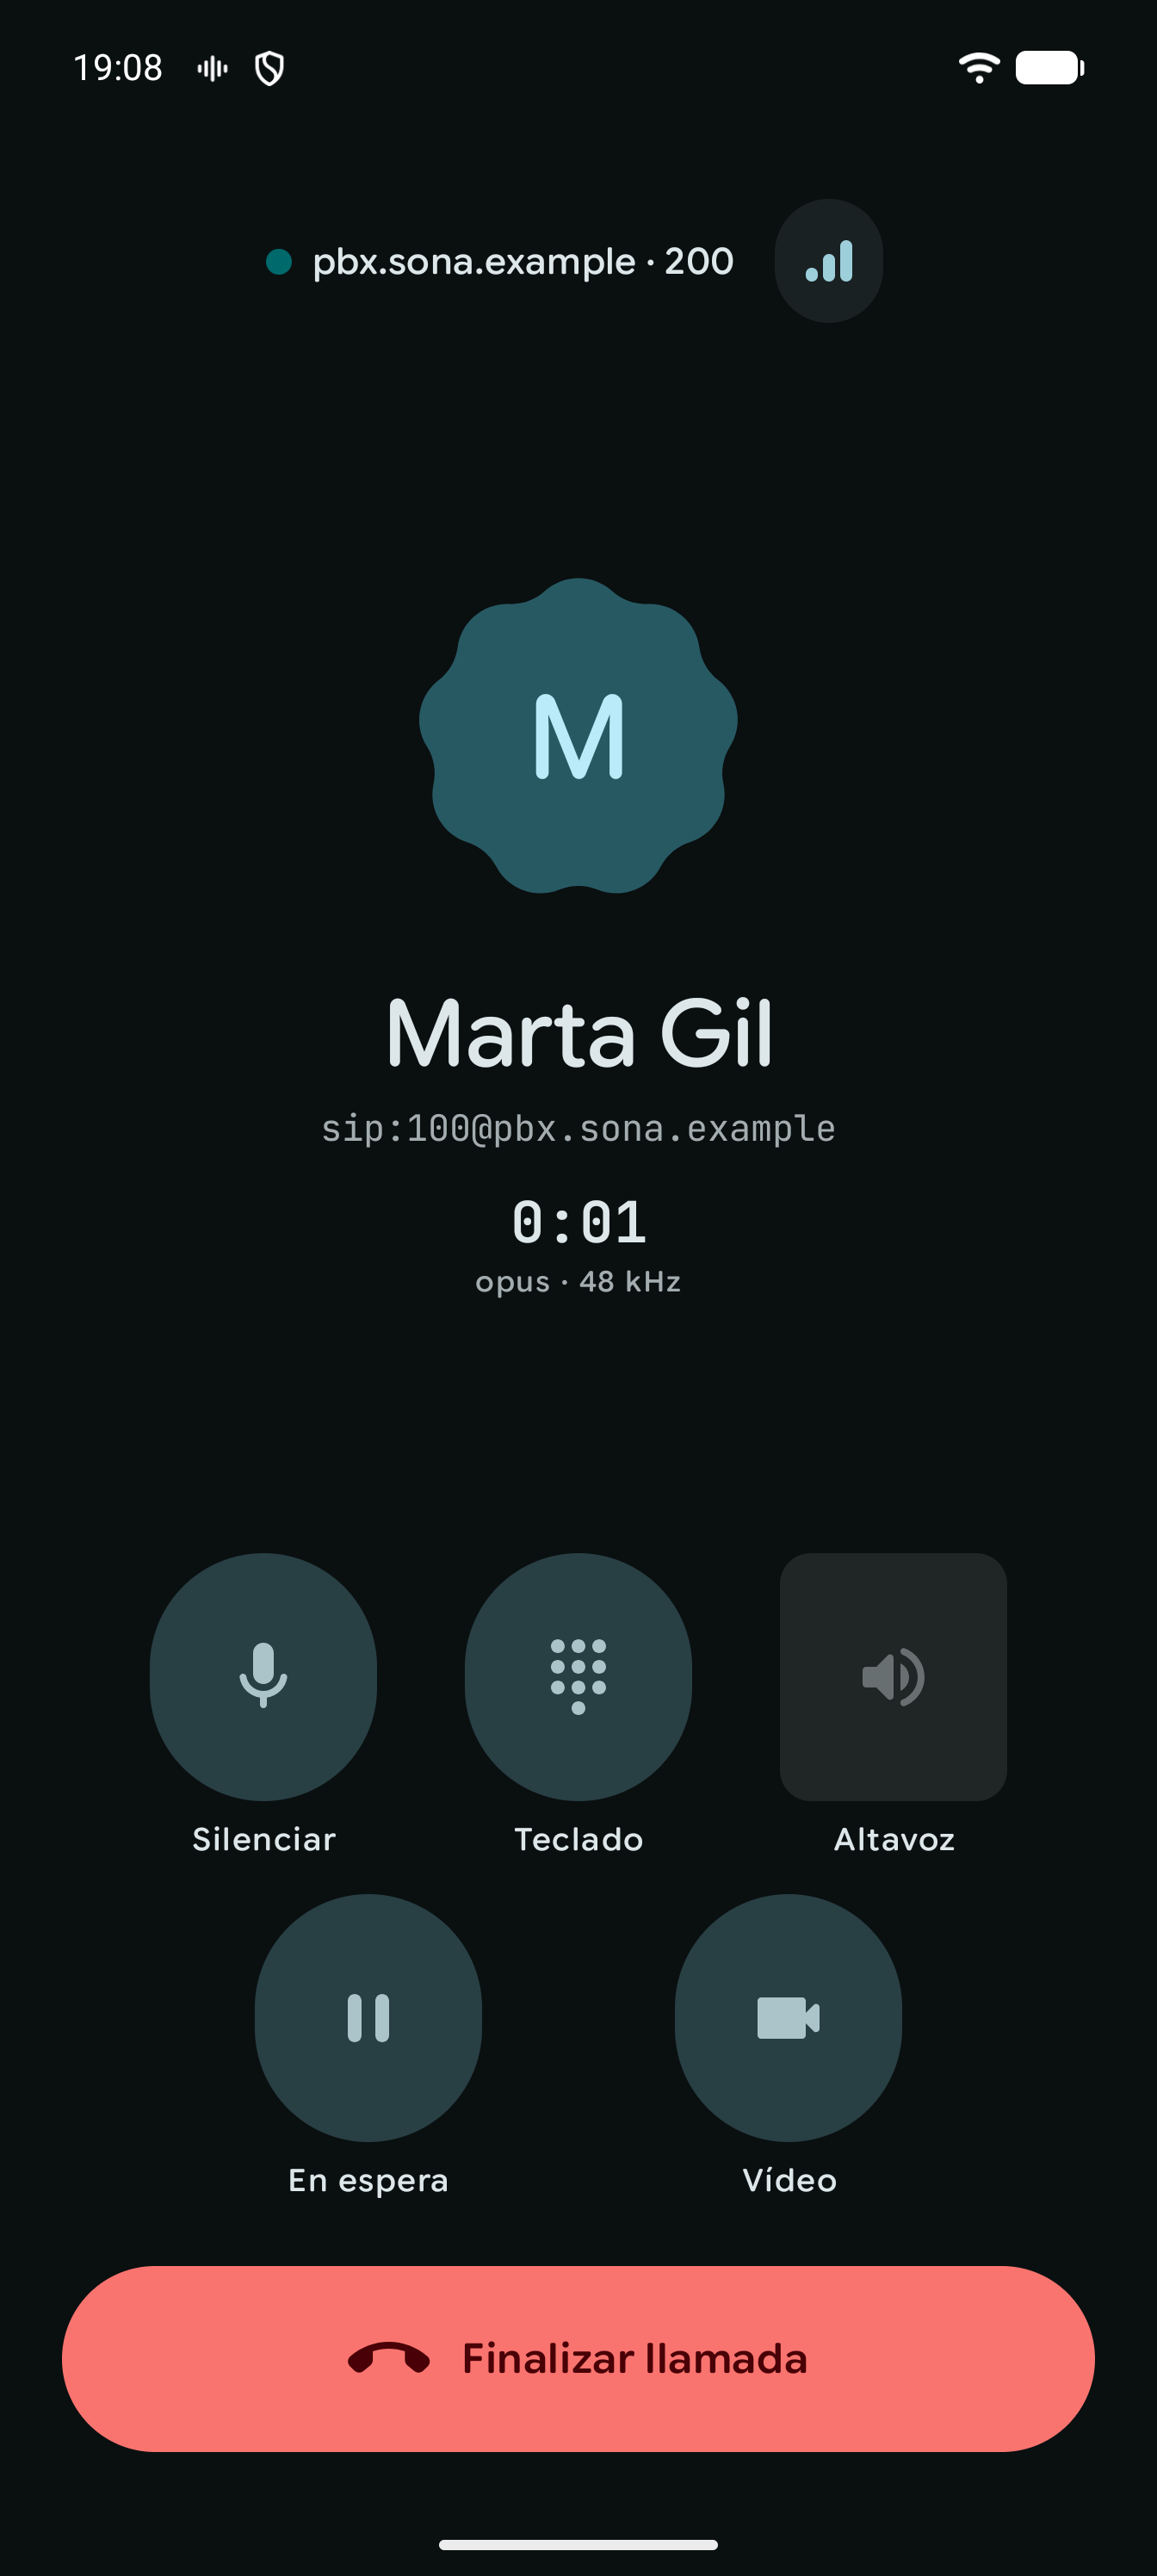 19:08
pbx.sona.example · 200
M
Marta Gil
sip:100@pbx.sona.example
0:01
opus · 48 kHz
Silenciar
Teclado
Altavoz
En espera
Vídeo
Finalizar llamada